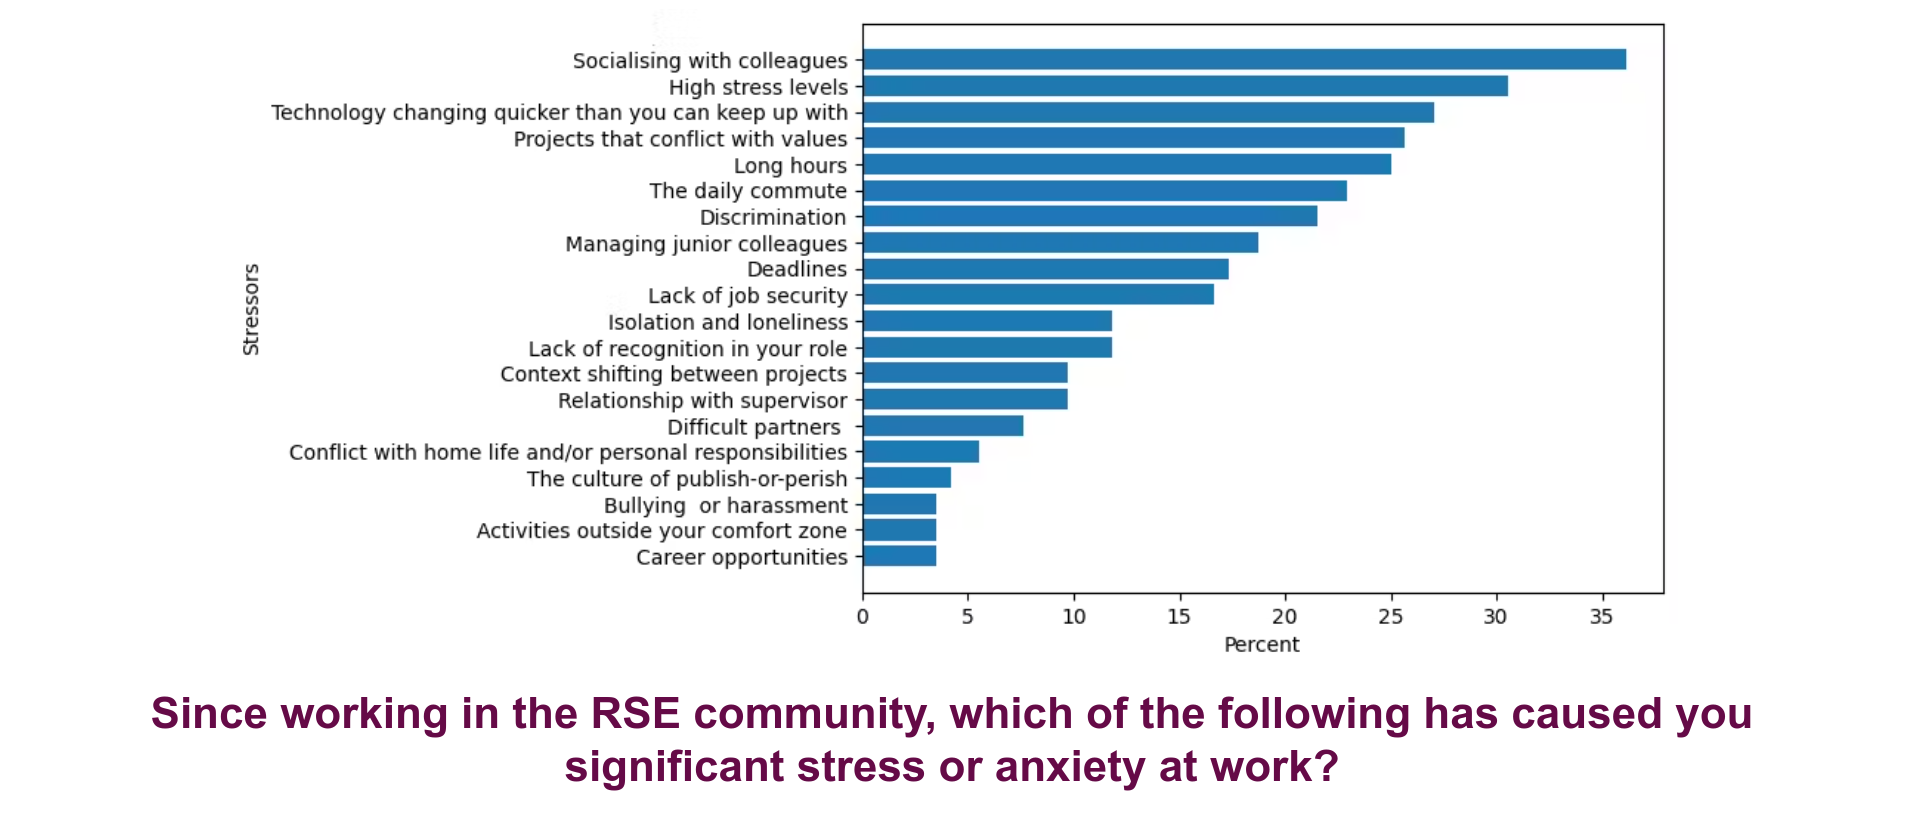 Socialising with colleagues
High stress levels
Technology changing quicker than you can keep up with
Projects that conflict with values
Long hours
The daily commute
Discrimination
Managing junior colleagues
Deadlines
Lack of job security
Isolation and loneliness
Lack of recognition in your role
Context shifting between projects
Relationship with supervisor
Difficult partners
Conflict with home life and/or personal responsibilities
The culture of publish-or-perish
Bullying  or harassment
Activities outside your comfort zone
Career opportunities
Stressors
0 5 10 15 20 25 30 35
Percent
Since working in the RSE community, which of the following has caused you
significant stress or anxiety at work?